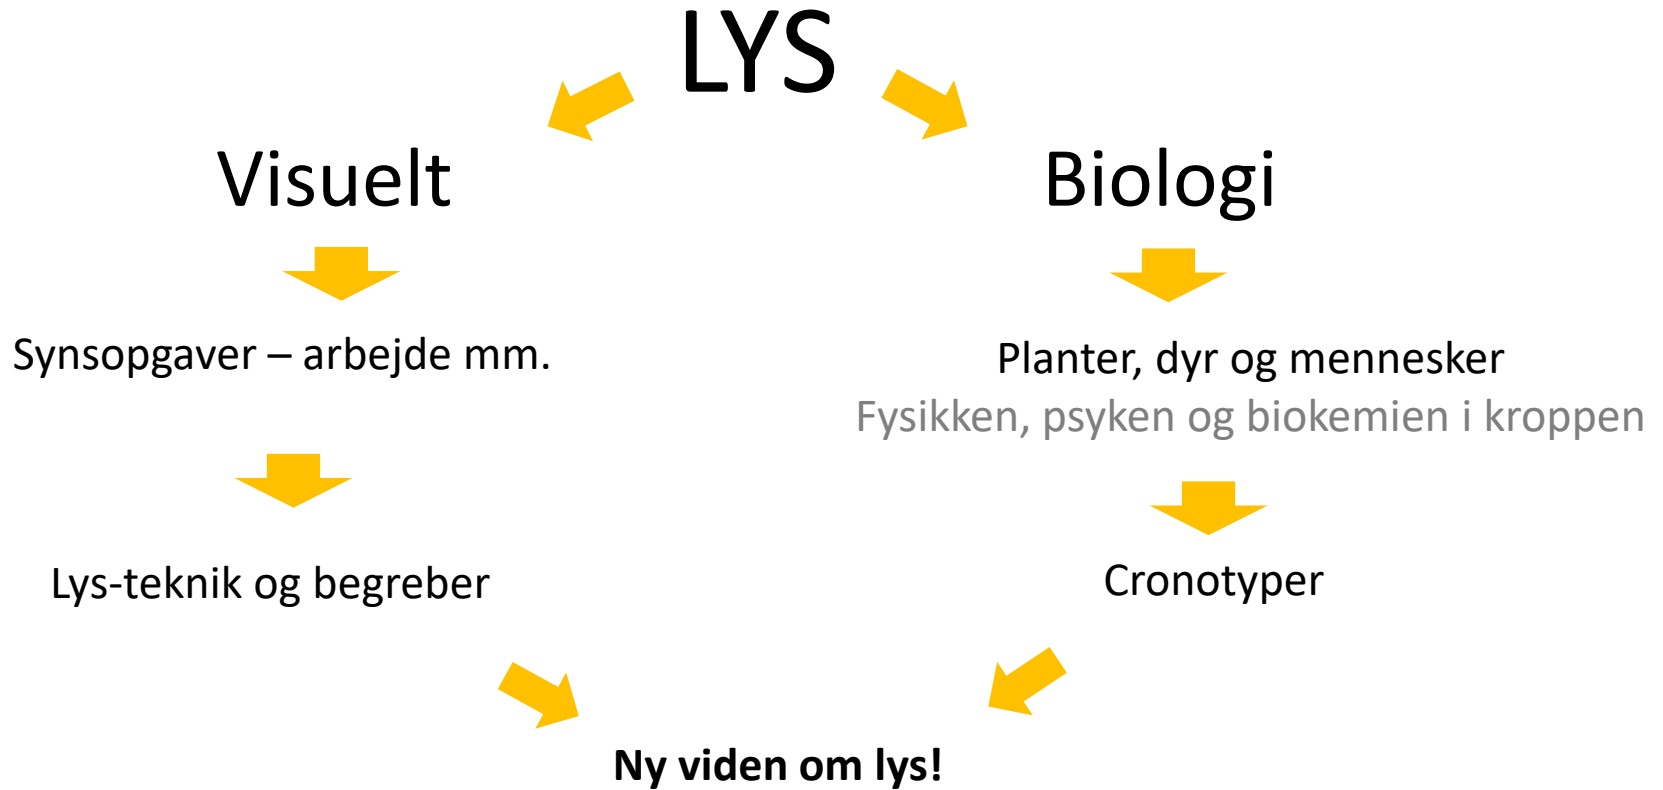 LYS
Visuelt
Biologi
Synsopgaver – arbejde mm.
Planter, dyr og mennesker
Fysikken, psyken og biokemien i kroppen
Lys-teknik og begreber
Cronotyper
Ny viden om lys!